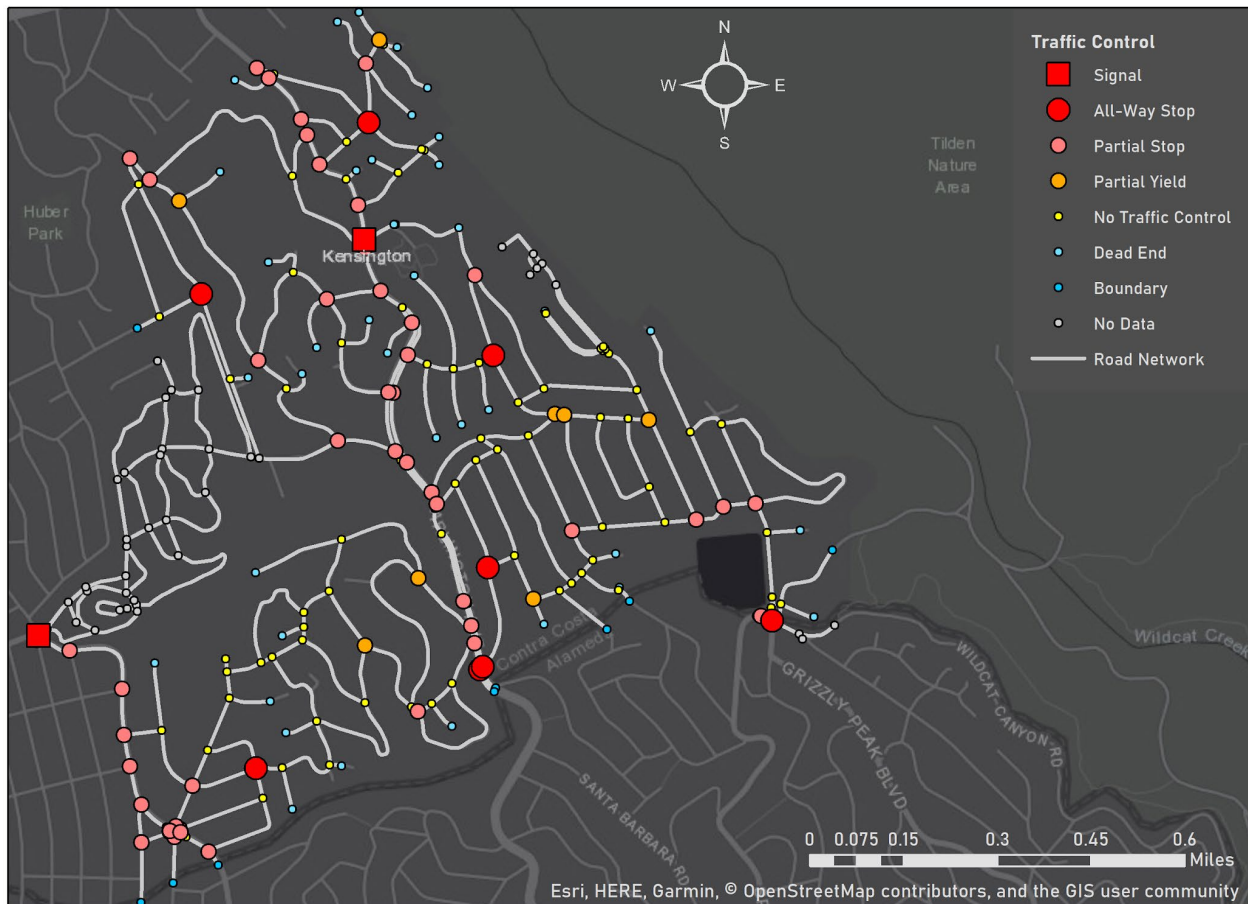 N
W
E
S
Traffic Control
Signal
All-Way Stop
Partial Stop
Partial Yield
No Traffic Control
Dead End
Boundary
No Data
Road Network
Tilden
Nature
Area
Huber
Park
Kensington
Contra Costa
Alameda
Wildcat Creek
WILDCAT CANYON RD
GRIZZLY PEAK BLVD
SANTA BARBARA RD
0 0.075 0.15 0.3 0.45 0.6
Miles
Esri, HERE, Garmin, © OpenStreetMap contributors, and the GIS user community